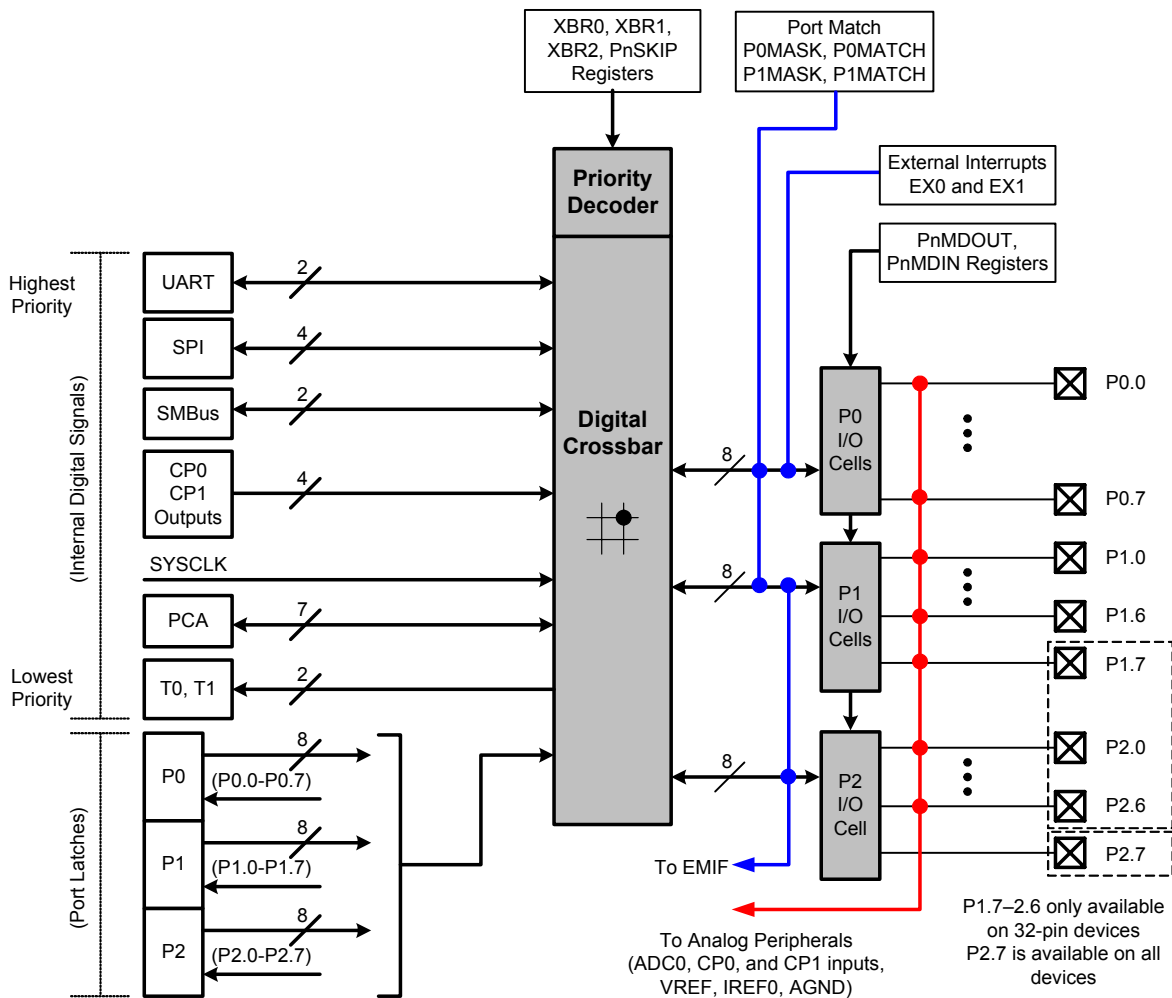 XBR0, XBR1,
XBR2, PnSKIP
Registers
Port Match
P0MASK, P0MATCH
P1MASK, P1MATCH
External Interrupts
EX0 and EX1
PnMDOUT,
PnMDIN Registers
Priority
Decoder
Digital
Crossbar
Highest
Priority
(Internal Digital Signals)
Lowest
Priority
(Port Latches)
UART
2
SPI
4
SMBus
2
CP0
CP1
Outputs
4
SYSCLK
PCA
7
T0, T1
2
P0
8
(P0.0-P0.7)
P1
8
(P1.0-P1.7)
P2
8
(P2.0-P2.7)
8
8
8
P0
I/O
Cells
P1
I/O
Cells
P2
I/O
Cell
P0.0
P0.7
P1.0
P1.6
P1.7
P2.0
P2.6
P2.7
To EMIF
To Analog Peripherals
(ADC0, CP0, and CP1 inputs,
VREF, IREF0, AGND)
P1.7–2.6 only available
on 32-pin devices
P2.7 is available on all
devices